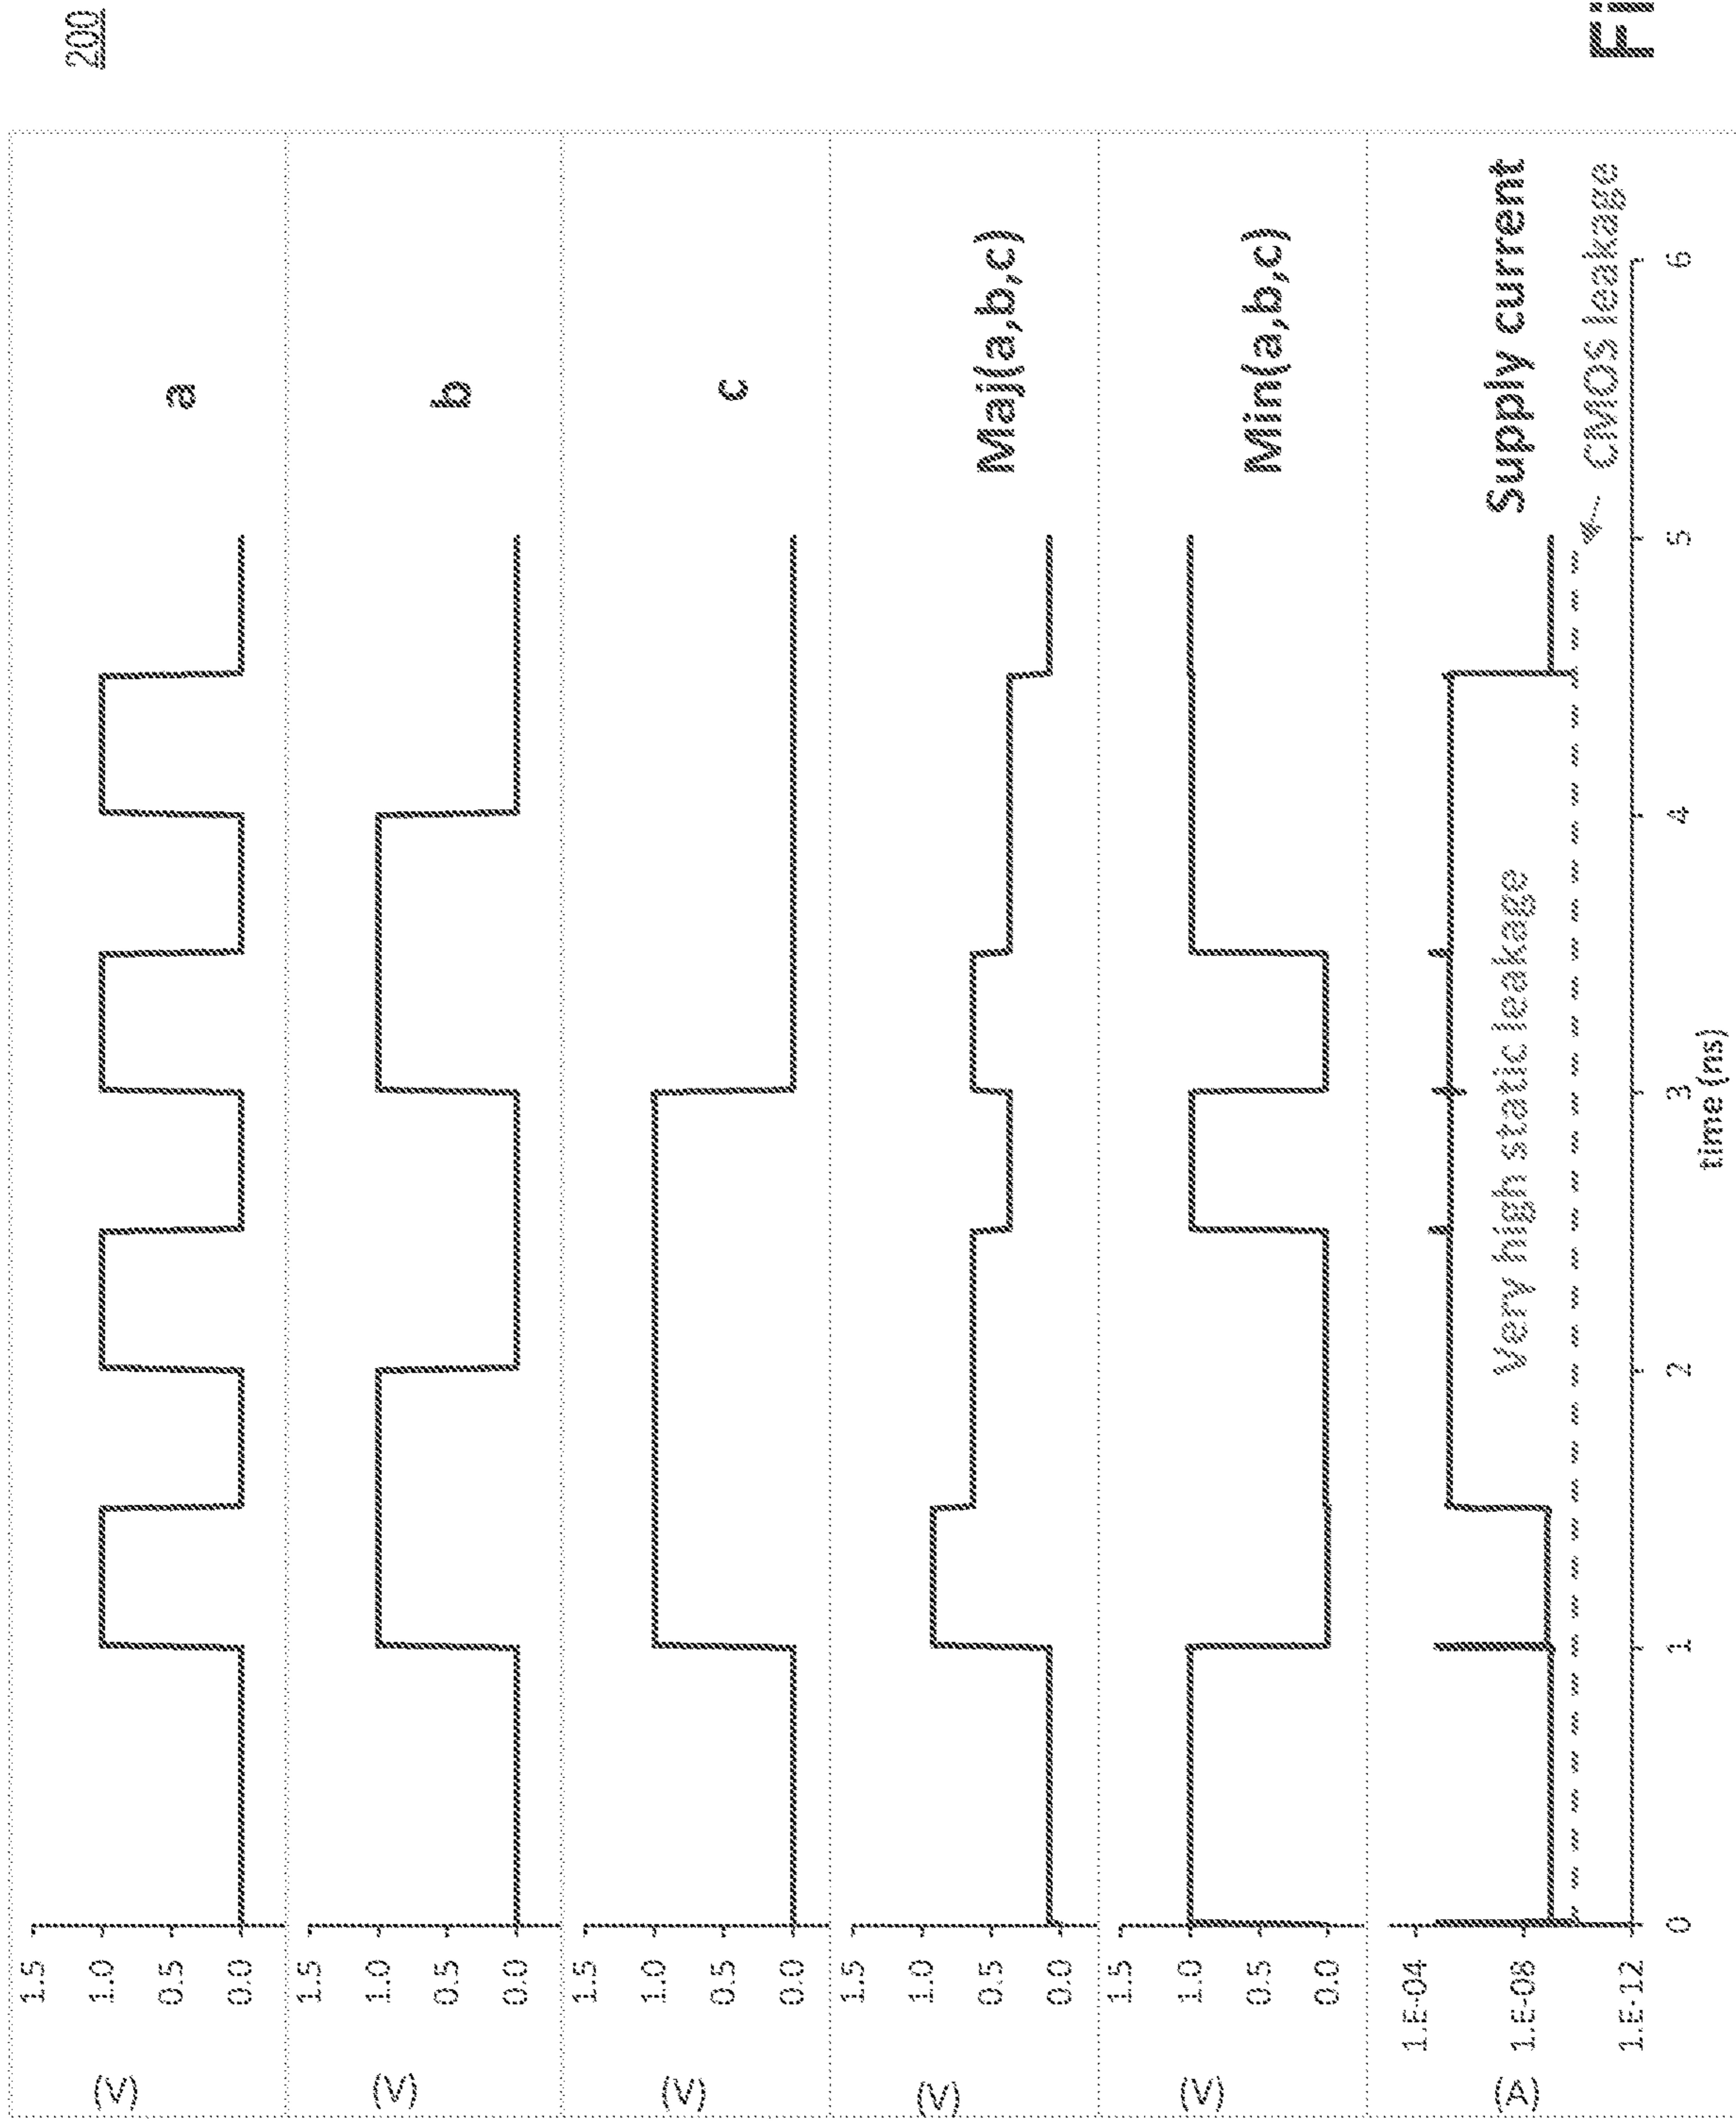 200
1.5
1.0
0.5
0.0
(V)
a
1.5
1.0
0.5
0.0
(V)
b
1.5
1.0
0.5
0.0
(V)
c
1.5
1.0
0.5
0.0
(V)
Maj(a,b,c)
1.5
1.0
0.5
0.0
(V)
Min(a,b,c)
1.E-04
1.E-08
1.E-12
(A)
Supply current
Very high static leakage
CMOS leakage
0 1 2 3 4 5 6
time (ns)